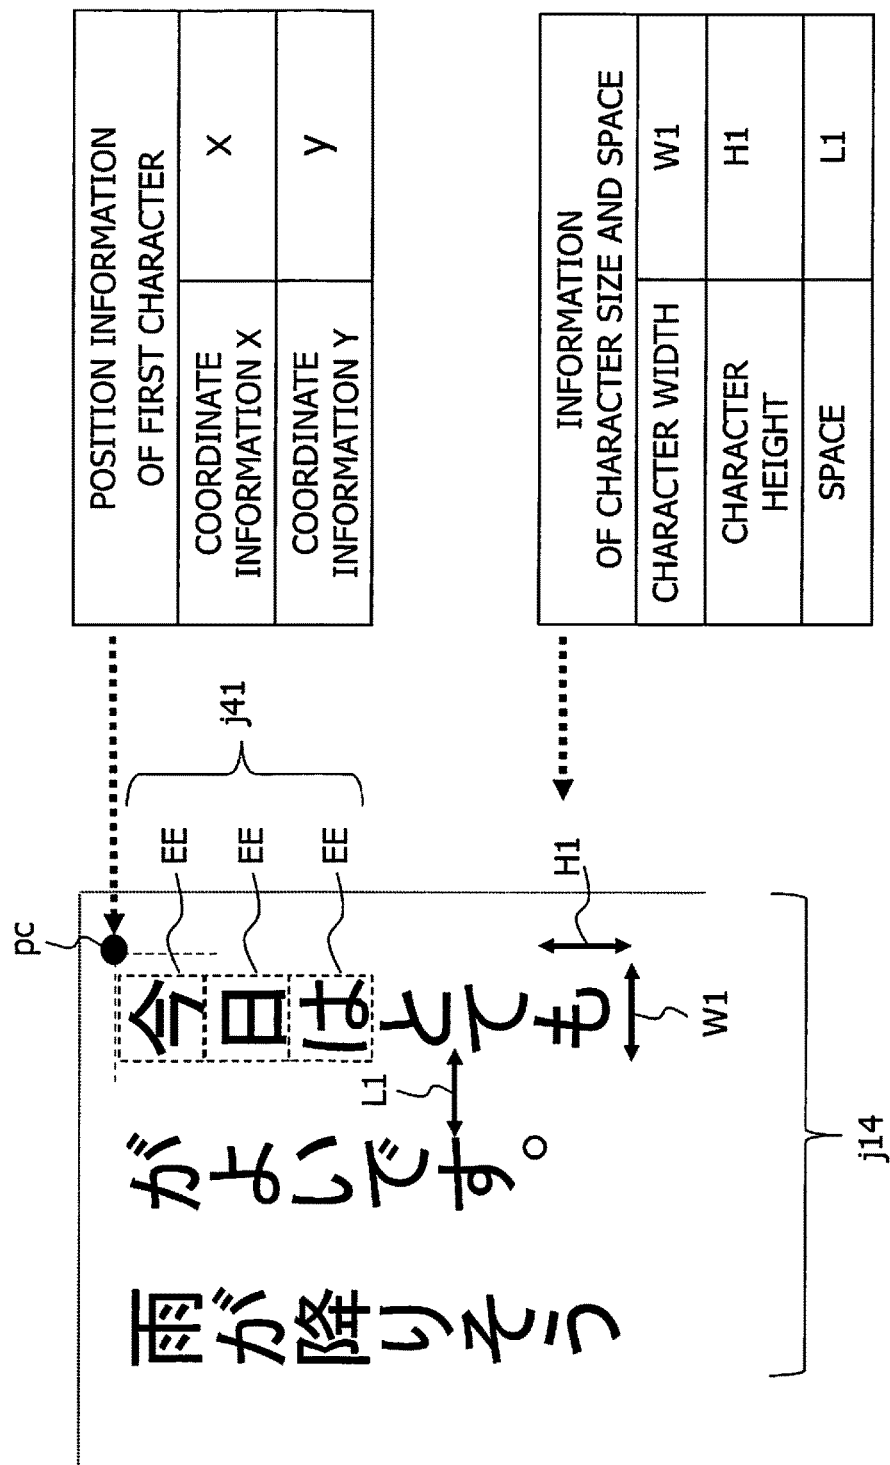 pc
今日はとても
がよいです。
雨が降りそう
EE
EE
EE
j41
L1
H1
W1
j14
POSITION INFORMATION
OF FIRST CHARACTER
COORDINATE
INFORMATION X
x
COORDINATE
INFORMATION Y
y
INFORMATION
OF CHARACTER SIZE AND SPACE
CHARACTER WIDTH
W1
CHARACTER
HEIGHT
H1
SPACE
L1